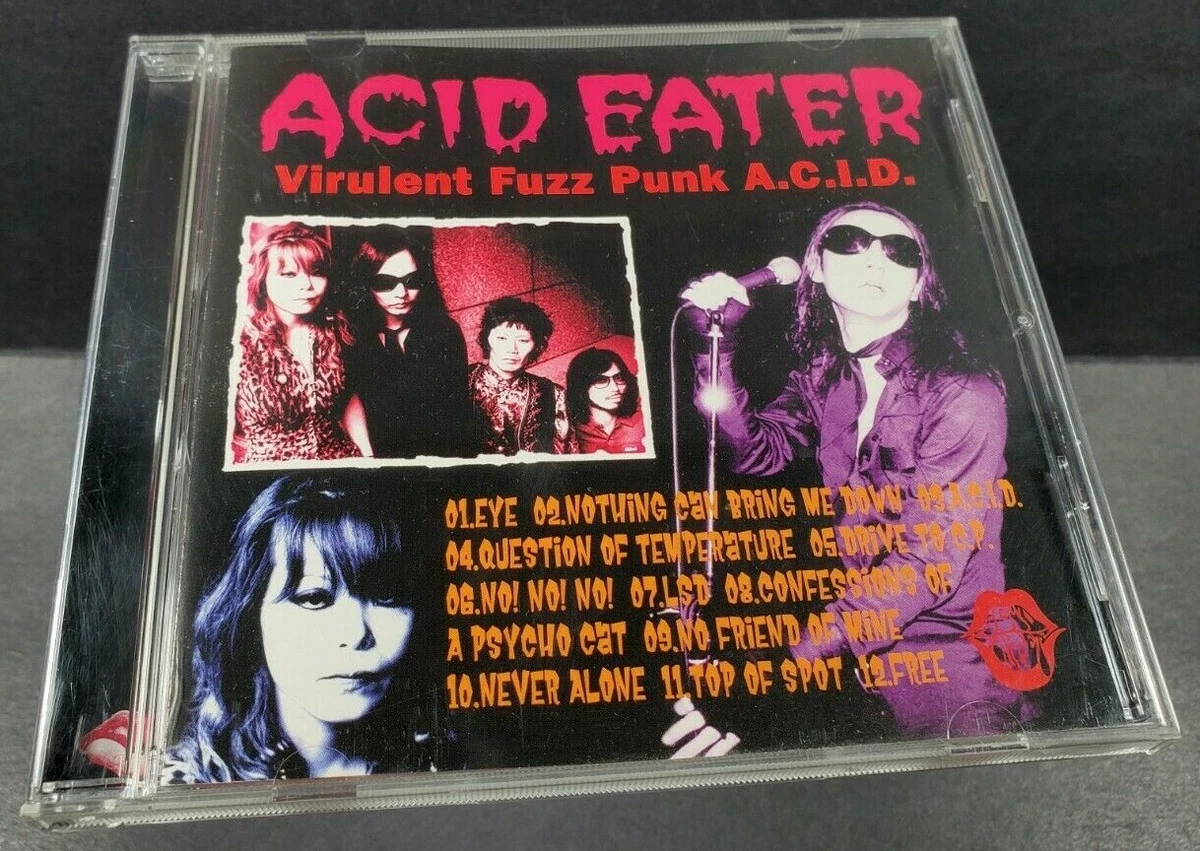 ACID EATER
Virulent Fuzz Punk A.C.I.D.
01.EYE 02.NOTHING CAN BRING ME DOWN 03.A.C.I.D.
04.QUESTION OF TEMPERATURE 05.DRIVE TO C.P.
06.NO! NO! NO! 07.LSD 08.CONFESSIONS OF
A PSYCHO CAT 09.NO FRIEND OF MINE
10.NEVER ALONE 11.TOP OF SPOT 12.FREE